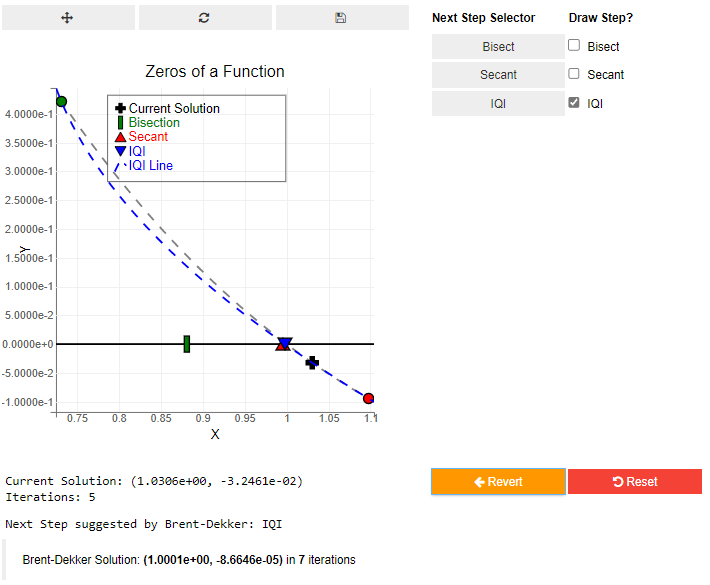 Next Step Selector Draw Step?
Bisect Bisect
Secant Secant
IQI IQI
Zeros of a Function
Current Solution
Bisection
Secant
IQI
IQI Line
4.0000e-1
3.5000e-1
3.0000e-1
2.5000e-1
2.0000e-1
1.5000e-1
1.0000e-1
5.0000e-2
0.0000e+0
-5.0000e-2
-1.0000e-1
Y
0.75 0.8 0.85 0.9 0.95 1 1.05 1.1
X
Current Solution: (1.0306e+00, -3.2461e-02)
Iterations: 5
Next Step suggested by Brent-Dekker: IQI
Brent-Dekker Solution: (1.0001e+00, -8.6646e-05) in 7 iterations
Revert Reset